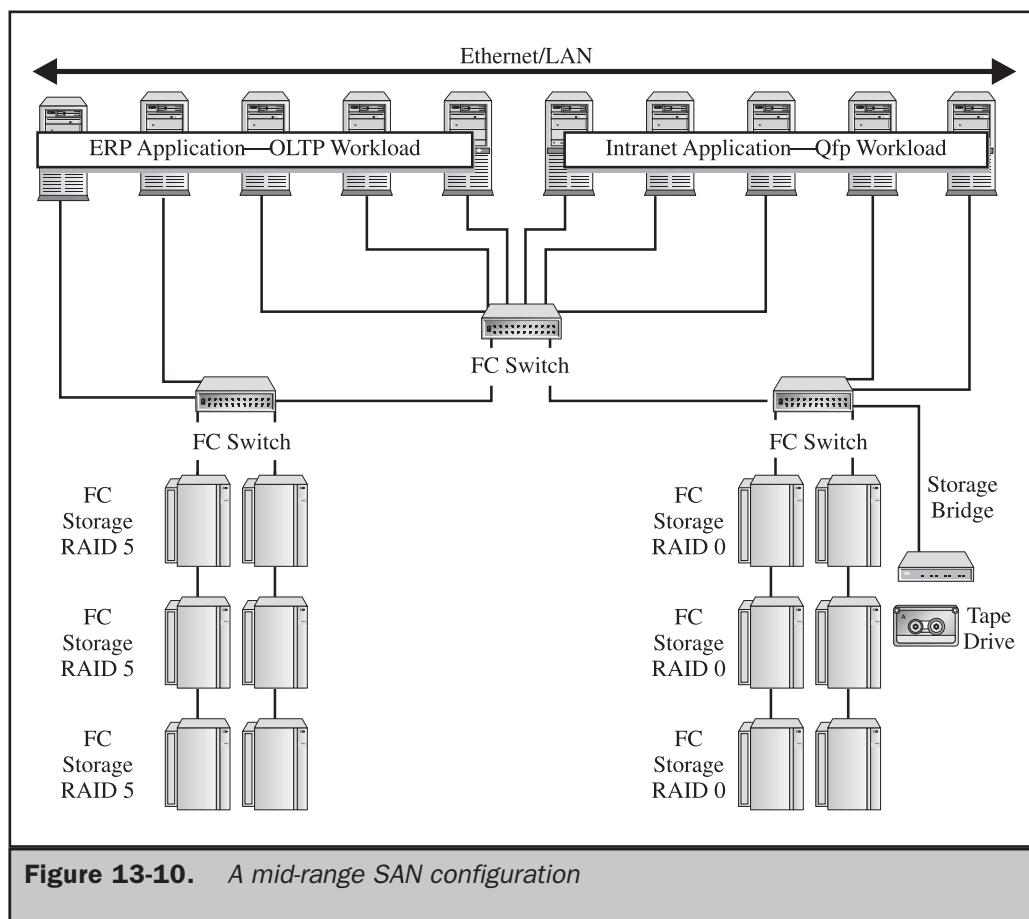 Ethernet/LAN
ERP Application—OLTP Workload
Intranet Application—Qfp Workload
FC Switch
FC Switch
FC Switch
FC
Storage
RAID 5
FC
Storage
RAID 0
Storage
Bridge
FC
Storage
RAID 5
FC
Storage
RAID 0
Tape
Drive
FC
Storage
RAID 5
FC
Storage
RAID 0
A
Figure 13-10. A mid-range SAN configuration